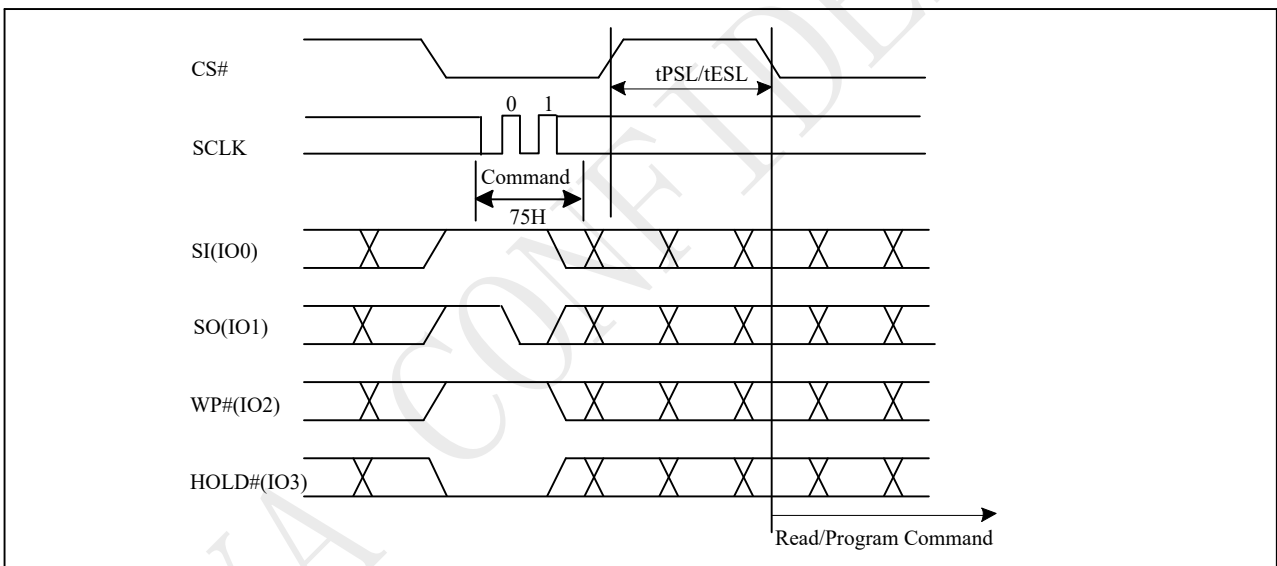 CS#
tPSL/tESL
0 1
SCLK
Command
75H
SI(IO0)
SO(IO1)
WP#(IO2)
HOLD#(IO3)
Read/Program Command